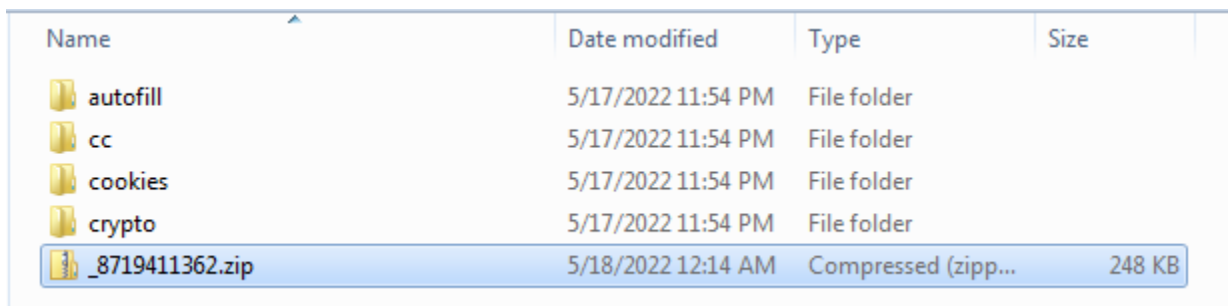 Name Date modified Type Size
autofill 5/17/2022 11:54 PM File folder
cc 5/17/2022 11:54 PM File folder
cookies 5/17/2022 11:54 PM File folder
crypto 5/17/2022 11:54 PM File folder
_8719411362.zip 5/18/2022 12:14 AM Compressed (zipp... 248 KB